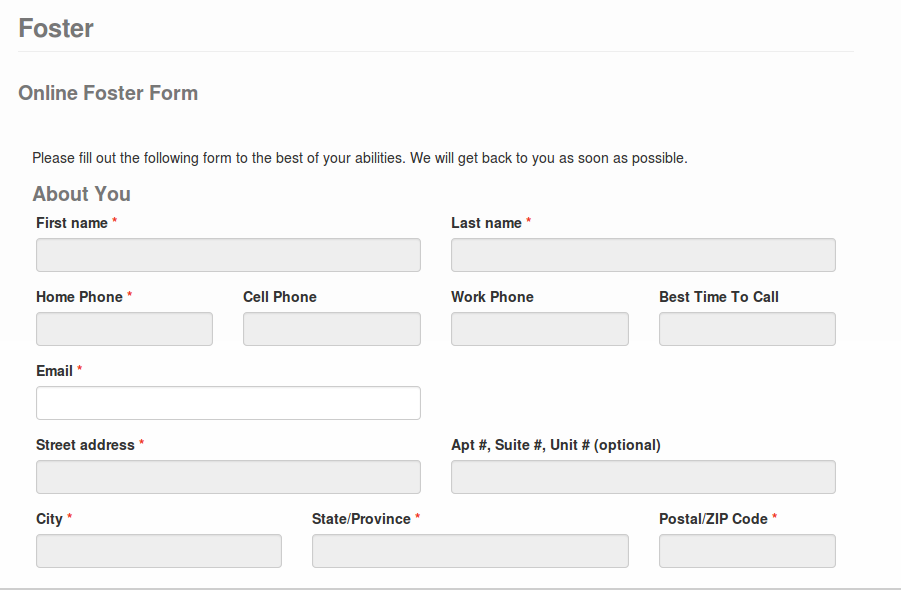 Foster
Online Foster Form
Please fill out the following form to the best of your abilities. We will get back to you as soon as possible.
About You
First name * Last name *
Home Phone * Cell Phone Work Phone Best Time To Call
Email *
Street address * Apt #, Suite #, Unit # (optional)
City * State/Province * Postal/ZIP Code *